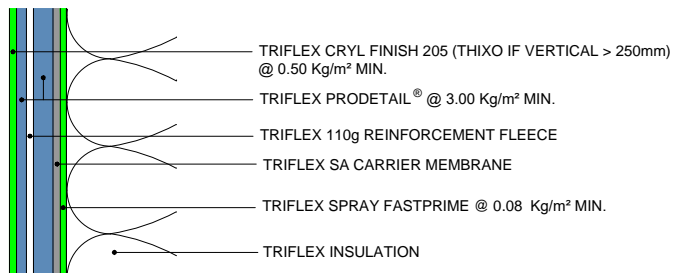 TRIFLEX CRYL FINISH 205 (THIXO IF VERTICAL > 250mm)
@ 0.50 Kg/m² MIN.
TRIFLEX PRODETAIL® @ 3.00 Kg/m² MIN.
TRIFLEX 110g REINFORCEMENT FLEECE
TRIFLEX SA CARRIER MEMBRANE
TRIFLEX SPRAY FASTPRIME @ 0.08 Kg/m² MIN.
TRIFLEX INSULATION